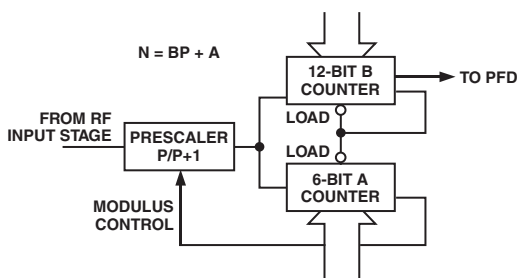 N = BP + A
12-BIT B
COUNTER
TO PFD
LOAD
FROM RF
INPUT STAGE
PRESCALER
P/P+1
LOAD
6-BIT A
COUNTER
MODULUS
CONTROL